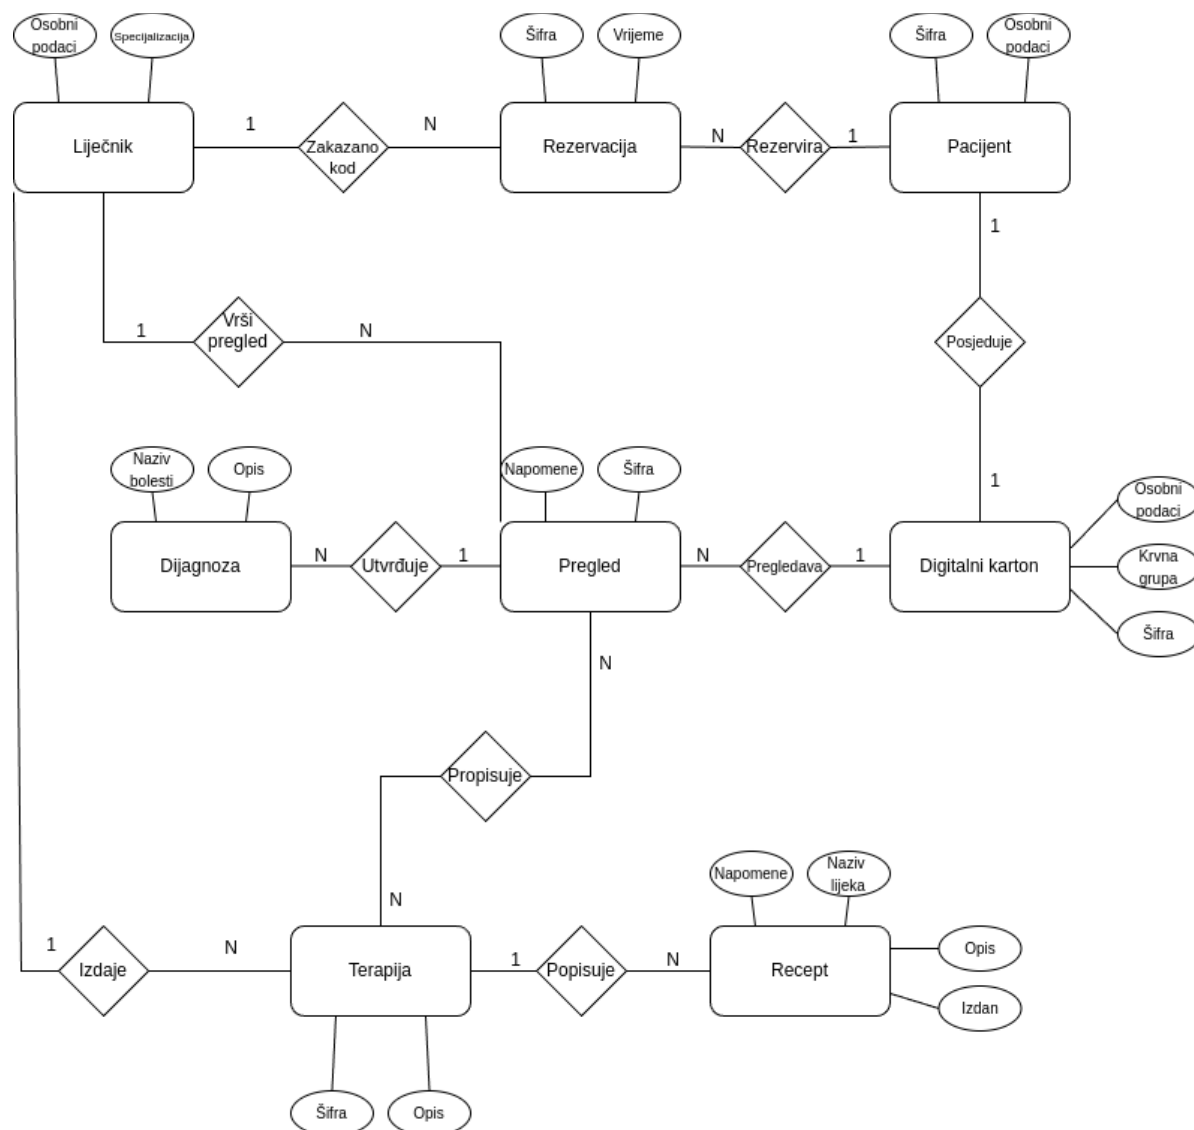 Osobni
podaci
Specijalizacija
Šifra
Vrijeme
Šifra
Osobni
podaci
Liječnik
1
Zakazano
kod
N
Rezervacija
N
Rezervira
1
Pacijent
1
Posjeduje
1
1
Vrši
pregled
N
Naziv
bolesti
Opis
Napomene
Šifra
Dijagnoza
N
Utvrđuje
1
Pregled
N
Pregledava
1
Digitalni karton
Osobni
podaci
Krvna
grupa
Šifra
N
Propisuje
N
1
Izdaje
N
Terapija
1
Popisuje
N
Recept
Napomene
Naziv
lijeka
Opis
Izdan
Šifra
Opis